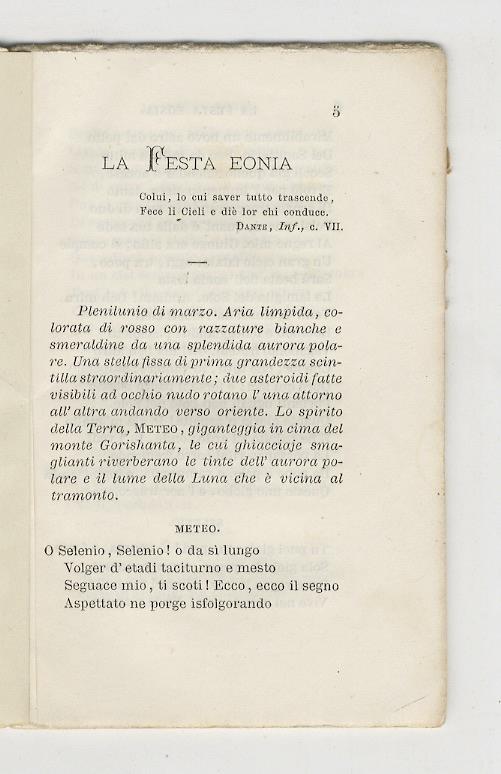 5
LA FESTA EONIA
Colui, lo cui saver tutto trascende,
Fece li Cieli e diè lor chi conduce.
DANTE, Inf., c. VII.
Plenilunio di marzo. Aria limpida, co-
lorata di rosso con razzature bianche e
smeraldine da una splendida aurora pola-
re. Una stella fissa di prima grandezza scin-
tilla straordinariamente; due asteroidi fatte
visibili ad occhio nudo rotano l' una attorno
all' altra andando verso oriente. Lo spirito
della Terra, METEO, giganteggia in cima del
monte Gorishanta, le cui ghiacciaje sma-
glianti riverberano le tinte dell' aurora po-
lare e il lume della Luna che è vicina al
tramonto.
METEO.
O Selenio, Selenio! o da sì lungo
Volger d' etadi taciturno e mesto
Seguace mio, ti scoti! Ecco, ecco il segno
Aspettato ne porge isfolgorando